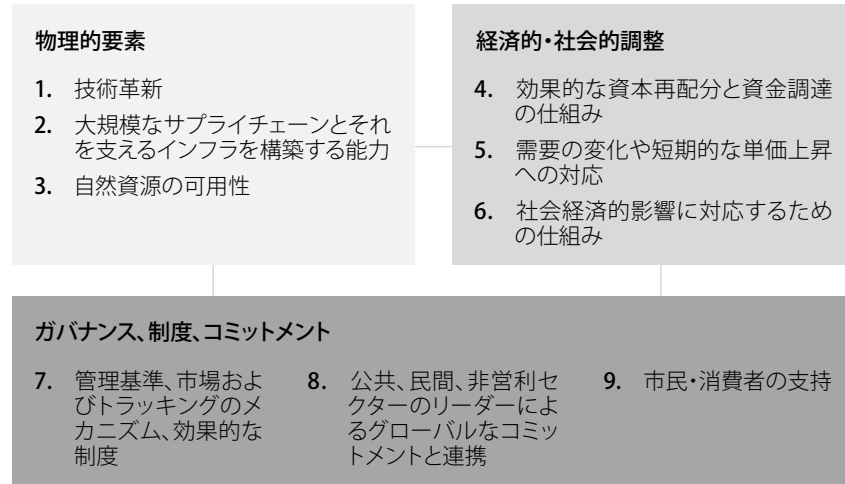 物理的要素
1. 技術革新
2. 大規模なサプライチェーンとそれ
を支えるインフラを構築する能力
3. 自然資源の可用性
経済的・社会的調整
4. 効果的な資本再配分と資金調達
の仕組み
5. 需要の変化や短期的な単価上昇
への対応
6. 社会経済的影響に対応するため
の仕組み
ガバナンス、制度、コミットメント
7. 管理基準、市場およ
びトラッキングのメ
カニズム、効果的な
制度
8. 公共、民間、非営利セ
クターのリーダーによ
るグローバルなコミッ
トメントと連携
9. 市民・消費者の支持